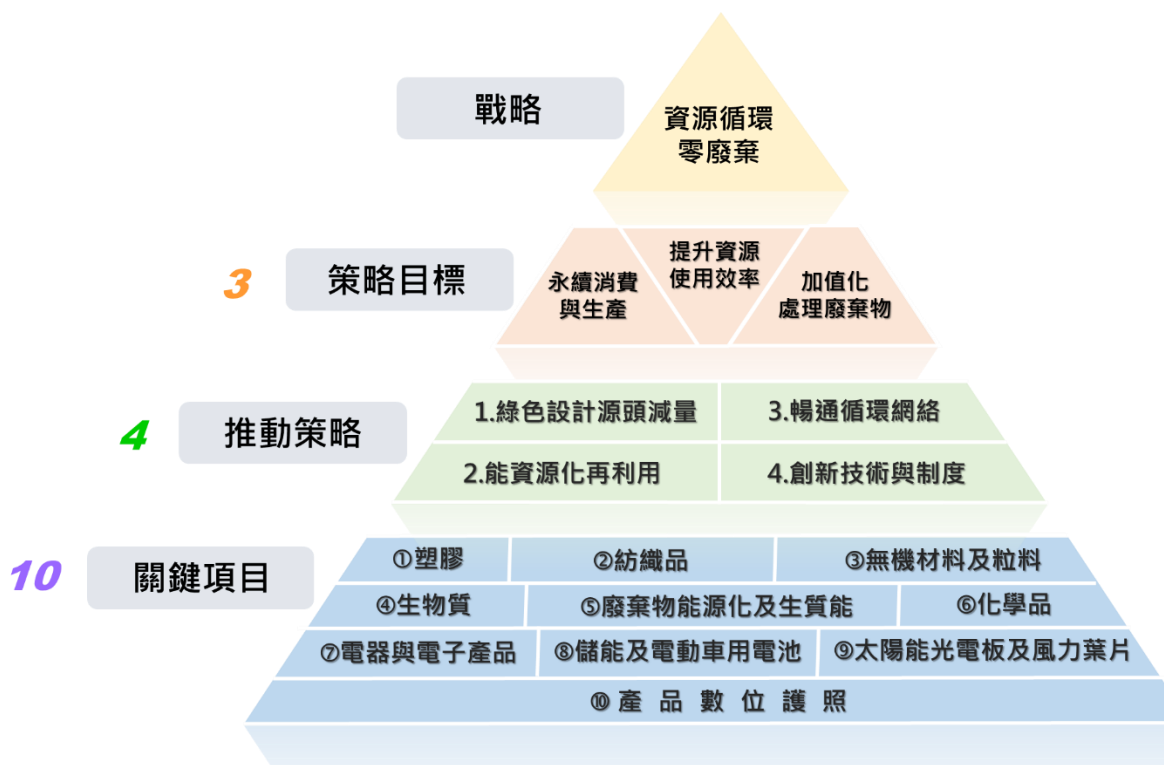 戰略
資源循環
零廢棄
3
策略目標
永續消費
與生產
提升資源
使用效率
加值化
處理廢棄物
4
推動策略
1.綠色設計源頭減量
3.暢通循環網絡
2.能資源化再利用
4.創新技術與制度
10
關鍵項目
①塑膠
②紡織品
③無機材料及粒料
④生物質
⑤廢棄物能源化及生質能
⑥化學品
⑦電器與電子產品
⑧儲能及電動車用電池
⑨太陽能光電板及風力葉片
⑩產品數位護照